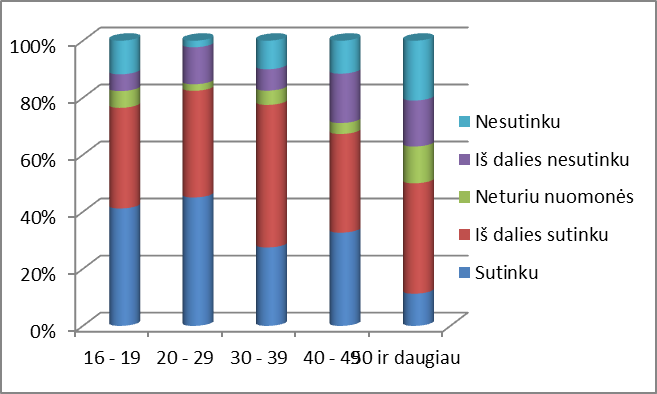 100%
80%
60%
40%
20%
0%
16 - 19
20 - 29
30 - 39
40 - 49
50 ir daugiau
Nesutinku
Iš dalies nesutinku
Neturiu nuomonės
Iš dalies sutinku
Sutinku